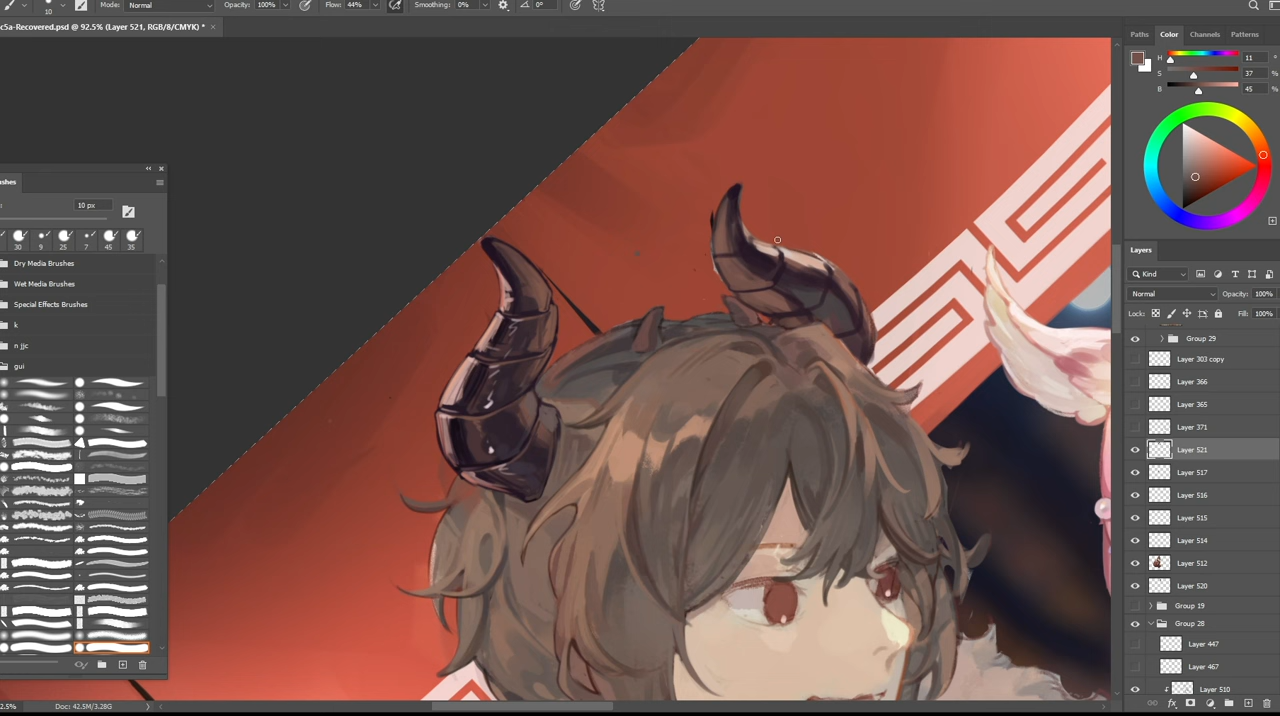 10 Mode: Normal Opacity: 100% Flow: 44% Smoothing: 0% 0°
c5a-Recovered.psd @ 92.5% (Layer 521, RGB/8/CMYK) * ×
Paths Color Channels Patterns
H 11 °
S 37 %
B 45 %
ushes
10 px
30 9 25 7 45 35
Dry Media Brushes
Wet Media Brushes
Special Effects Brushes
k
n jjc
gui
Layers
Kind
Normal Opacity: 100%
Lock: Fill: 100%
Group 29
Layer 303 copy
Layer 366
Layer 365
Layer 371
Layer 521
Layer 517
Layer 516
Layer 515
Layer 514
Layer 512
Layer 520
Group 19
Group 28
Layer 447
Layer 467
Layer 510
2.5% Doc: 42.5M/3.28G